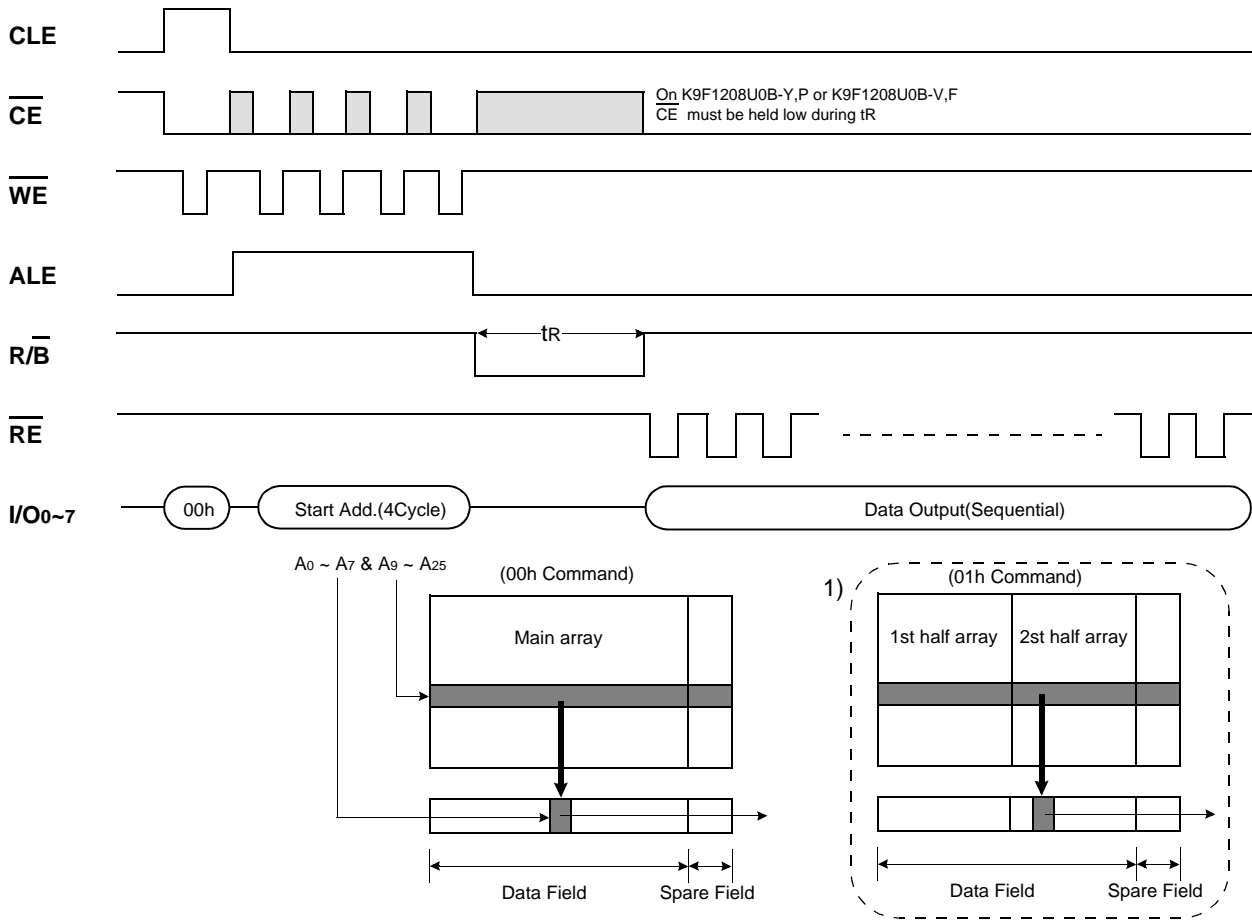 CLE
CE
On K9F1208U0B-Y,P or K9F1208U0B-V,F
CE must be held low during tR
WE
ALE
R/B
tR
RE
I/O0~7
00h
Start Add.(4Cycle)
Data Output(Sequential)
A0 ~ A7 & A9 ~ A25
(00h Command)
Main array
Data Field
Spare Field
1)
(01h Command)
1st half array
2st half array
Data Field
Spare Field